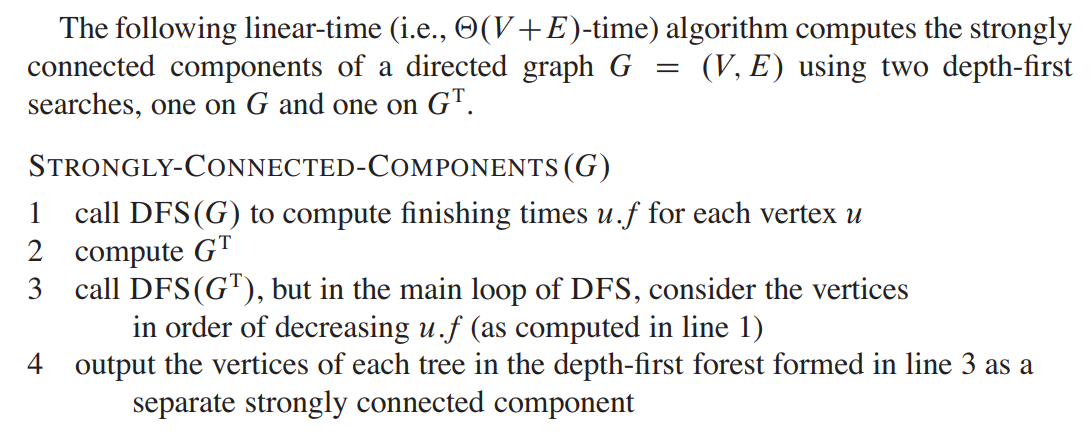 The following linear-time (i.e., Θ(V+E)-time) algorithm computes the strongly
connected components of a directed graph G = (V, E) using two depth-first
searches, one on G and one on Gᵀ.
STRONGLY-CONNECTED-COMPONENTS(G)
1 call DFS(G) to compute finishing times u.f for each vertex u
2 compute Gᵀ
3 call DFS(Gᵀ), but in the main loop of DFS, consider the vertices
in order of decreasing u.f (as computed in line 1)
4 output the vertices of each tree in the depth-first forest formed in line 3 as a
separate strongly connected component